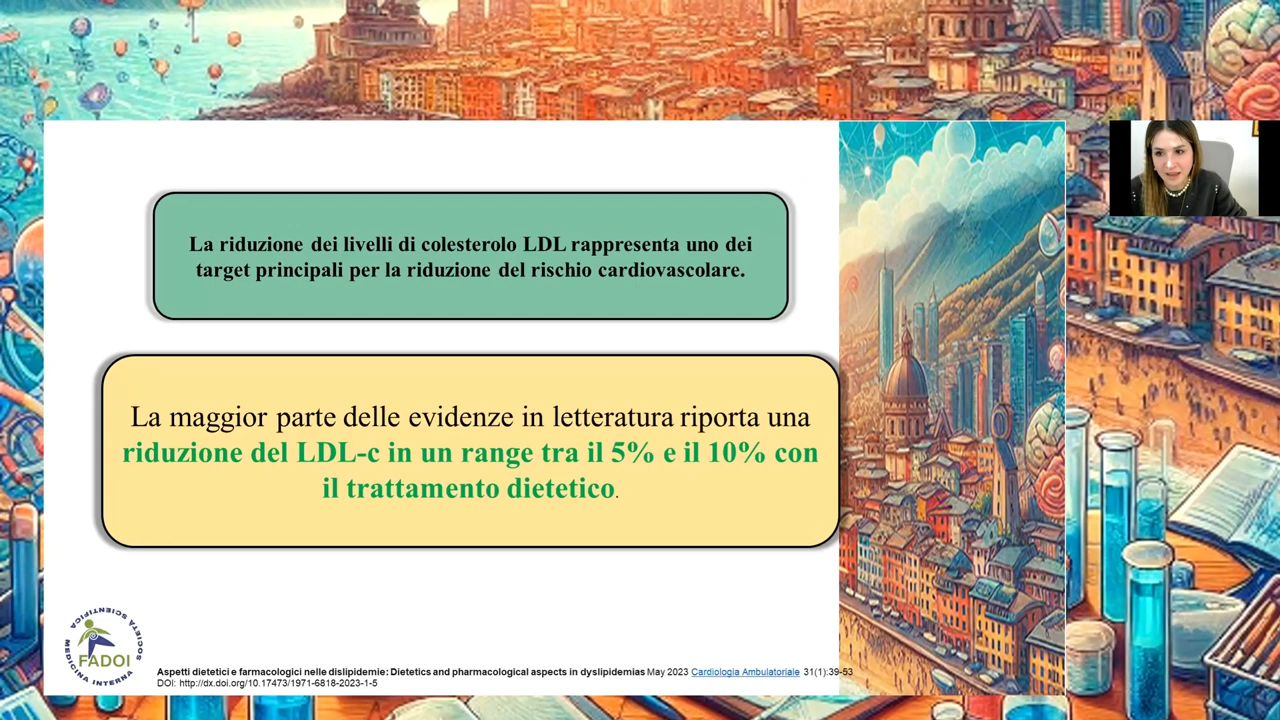 La riduzione dei livelli di colesterolo LDL rappresenta uno dei
target principali per la riduzione del rischio cardiovascolare.
La maggior parte delle evidenze in letteratura riporta una
riduzione del LDL-c in un range tra il 5% e il 10% con
il trattamento dietetico.
SOCIETÀ SCIENTIFICA
MEDICINA INTERNA
FADOI
Aspetti dietetici e farmacologici nelle dislipidemie: Dietetics and pharmacological aspects in dyslipidemias May 2023 Cardiologia Ambulatoriale 31(1):39-53
DOI: http://dx.doi.org/10.17473/1971-6818-2023-1-5